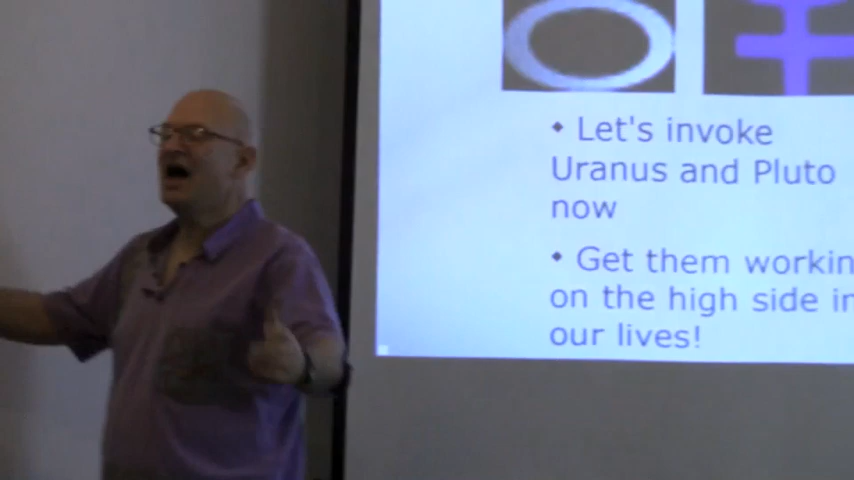 Let's invoke
Uranus and Pluto
now
Get them workin
on the high side in
our lives!